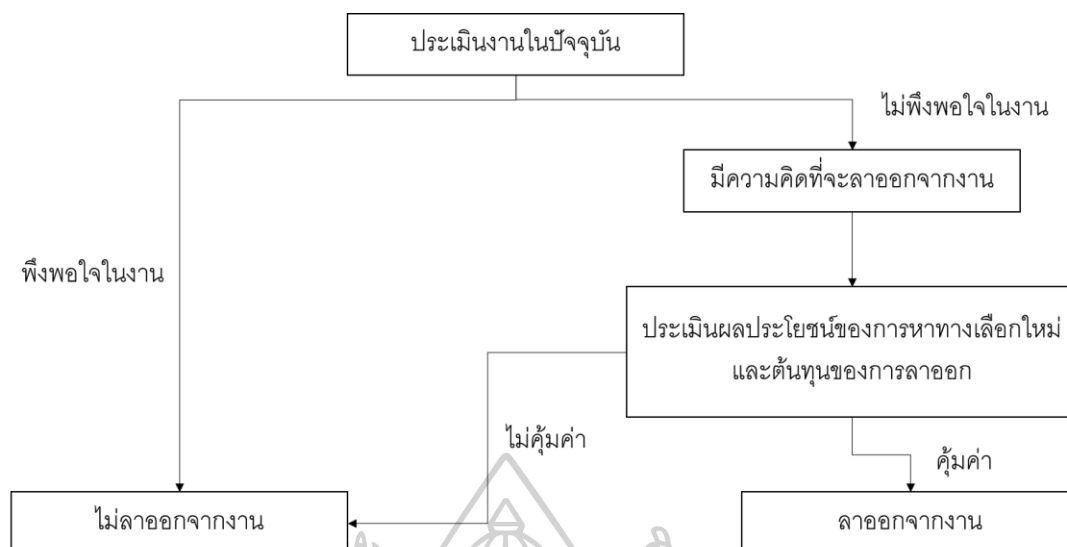 ประเมินงานในปัจจุบัน
ไม่พึงพอใจในงาน
มีความคิดที่จะลาออกจากงาน
พึงพอใจในงาน
ประเมินผลประโยชน์ของการหาทางเลือกใหม่
และต้นทุนของการลาออก
ไม่คุ้มค่า
คุ้มค่า
ไม่ลาออกจากงาน
ลาออกจากงาน